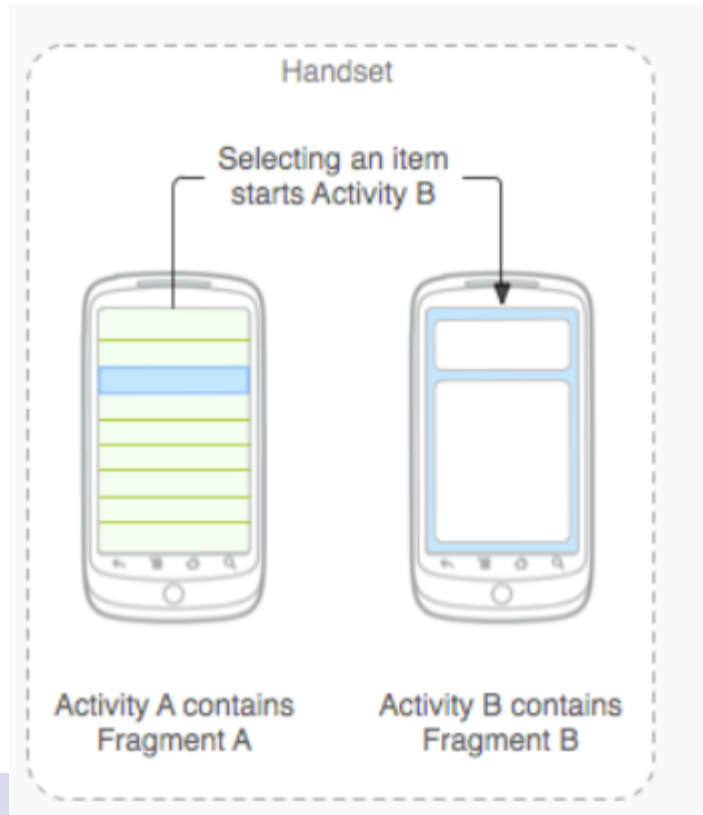 Handset
Selecting an item
starts Activity B
Activity A contains
Fragment A
Activity B contains
Fragment B